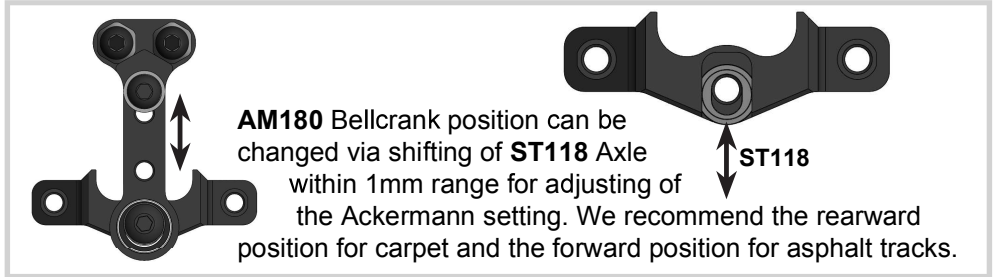 AM180 Bellcrank position can be
changed via shifting of ST118 Axle
within 1mm range for adjusting of
the Ackermann setting. We recommend the rearward
position for carpet and the forward position for asphalt tracks.
ST118